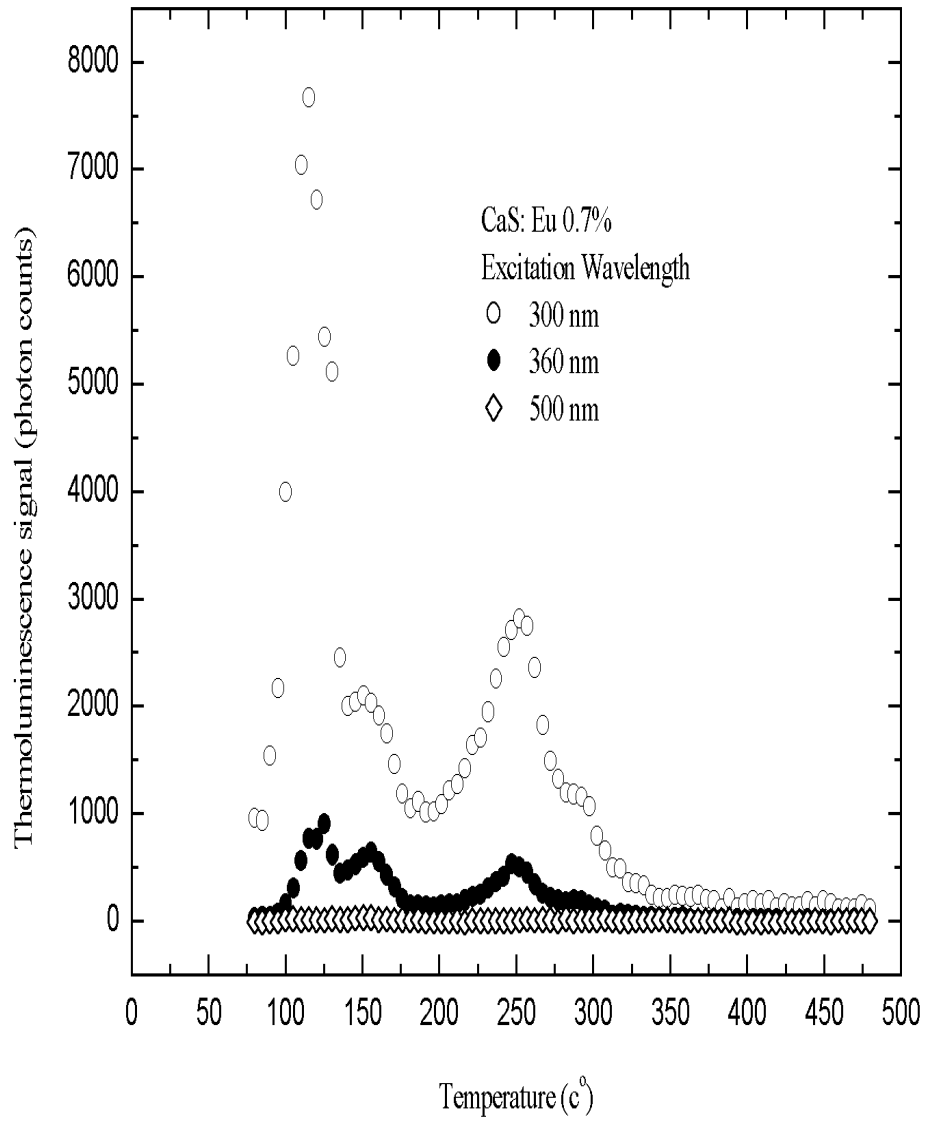 8000
7000
6000
5000
4000
3000
2000
1000
0
Thermoluminescence signal (photon counts)
CaS: Eu 0.7%
Excitation Wavelength
300 nm
360 nm
500 nm
0 50 100 150 200 250 300 350 400 450 500
Temperature (c°)